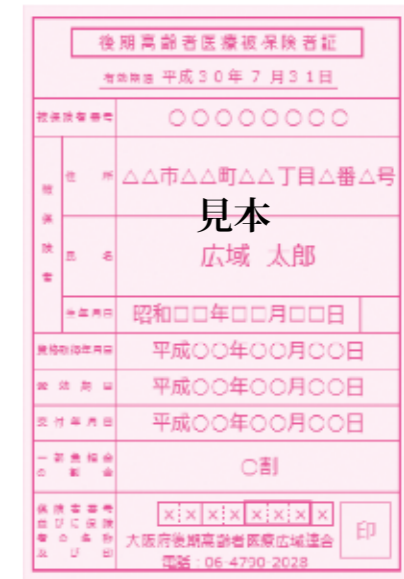 後期高齢者医療被保険者証
有効期限 平成30年7月31日
被保険者番号 ○○○○○○○○
被保険者
住所 △△市△△町△△丁目△番△号
見本
氏名 広域 太郎
生年月日 昭和□□年□□月□□日
資格取得年月日 平成○○年○○月○○日
発効期日 平成○○年○○月○○日
交付年月日 平成○○年○○月○○日
一部負担金の割合 ○割
保険者番号並びに保険者の名称及び印
××××××××
大阪府後期高齢者医療広域連合
電話：06-4790-2028
印